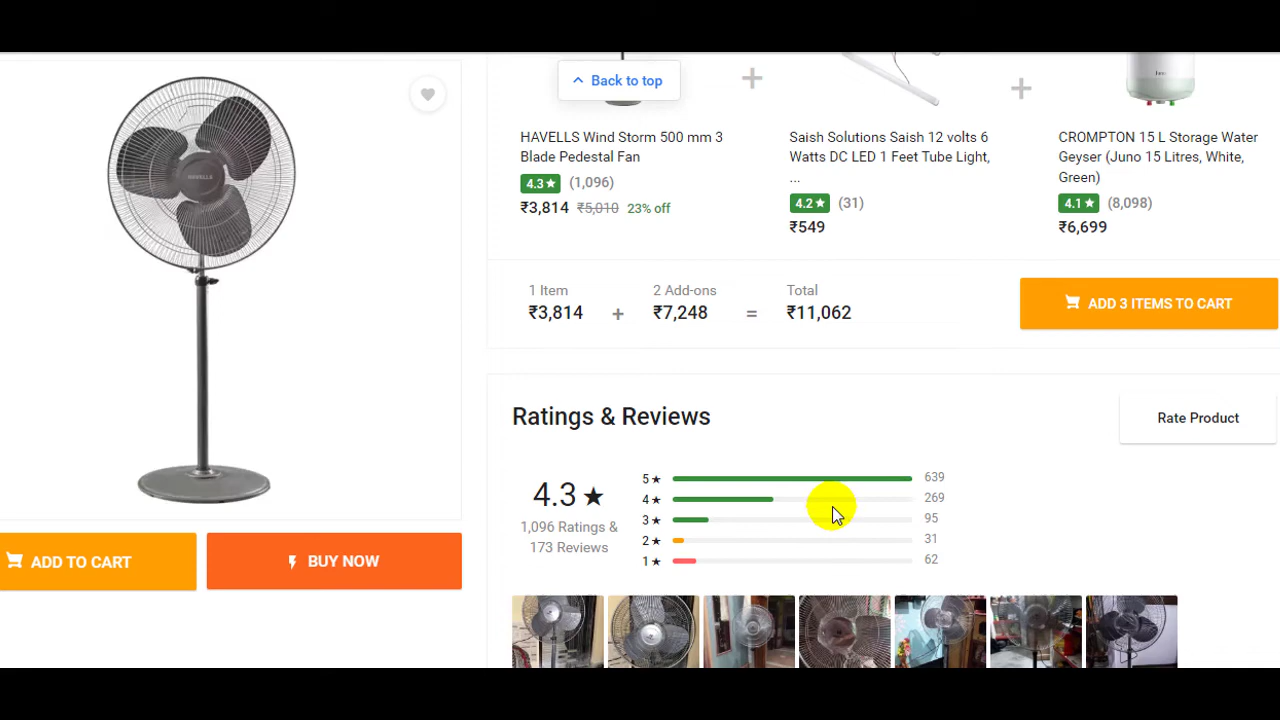 HAVELLS
ADD TO CART
BUY NOW
Back to top
HAVELLS Wind Storm 500 mm 3
Blade Pedestal Fan
4.3★ (1,096)
₹3,814 ₹5,010 23% off
Saish Solutions Saish 12 volts 6
Watts DC LED 1 Feet Tube Light,
...
4.2★ (31)
₹549
CROMPTON 15 L Storage Water
Geyser (Juno 15 Litres, White,
Green)
4.1★ (8,098)
₹6,699
1 Item
₹3,814
+
2 Add-ons
₹7,248
=
Total
₹11,062
ADD 3 ITEMS TO CART
Ratings & Reviews
Rate Product
4.3★
1,096 Ratings &
173 Reviews
5★ 639
4★ 269
3★ 95
2★ 31
1★ 62